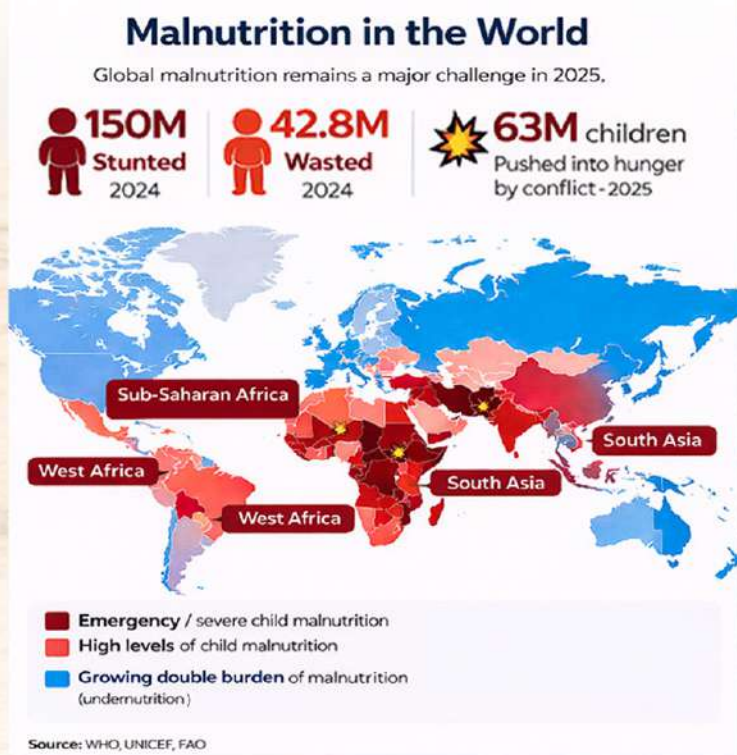 Malnutrition in the World
Global malnutrition remains a major challenge in 2025.
150M
Stunted
2024
42.8M
Wasted
2024
63M children
Pushed into hunger
by conflict - 2025
Sub-Saharan Africa
South Asia
West Africa
South Asia
West Africa
Emergency / severe child malnutrition
High levels of child malnutrition
Growing double burden of malnutrition
(undernutrition)
Source: WHO, UNICEF, FAO